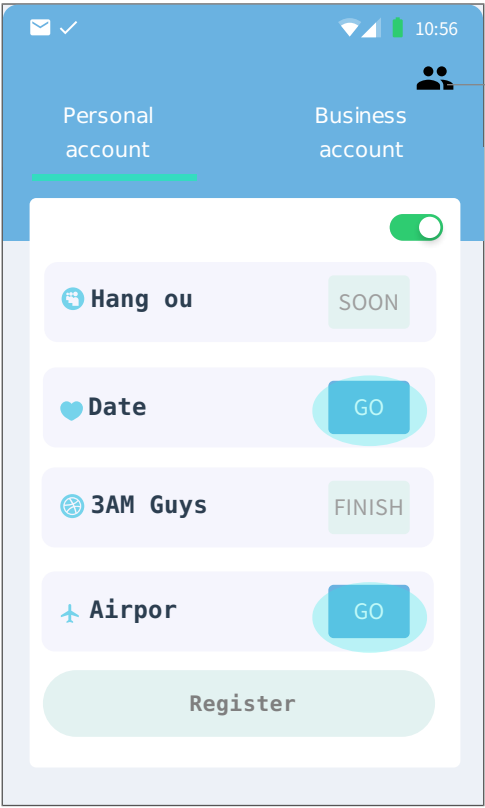 10:56
Personal
account
Business
account
Hang ou
SOON
Date
GO
3AM Guys
FINISH
Airpor
GO
Register